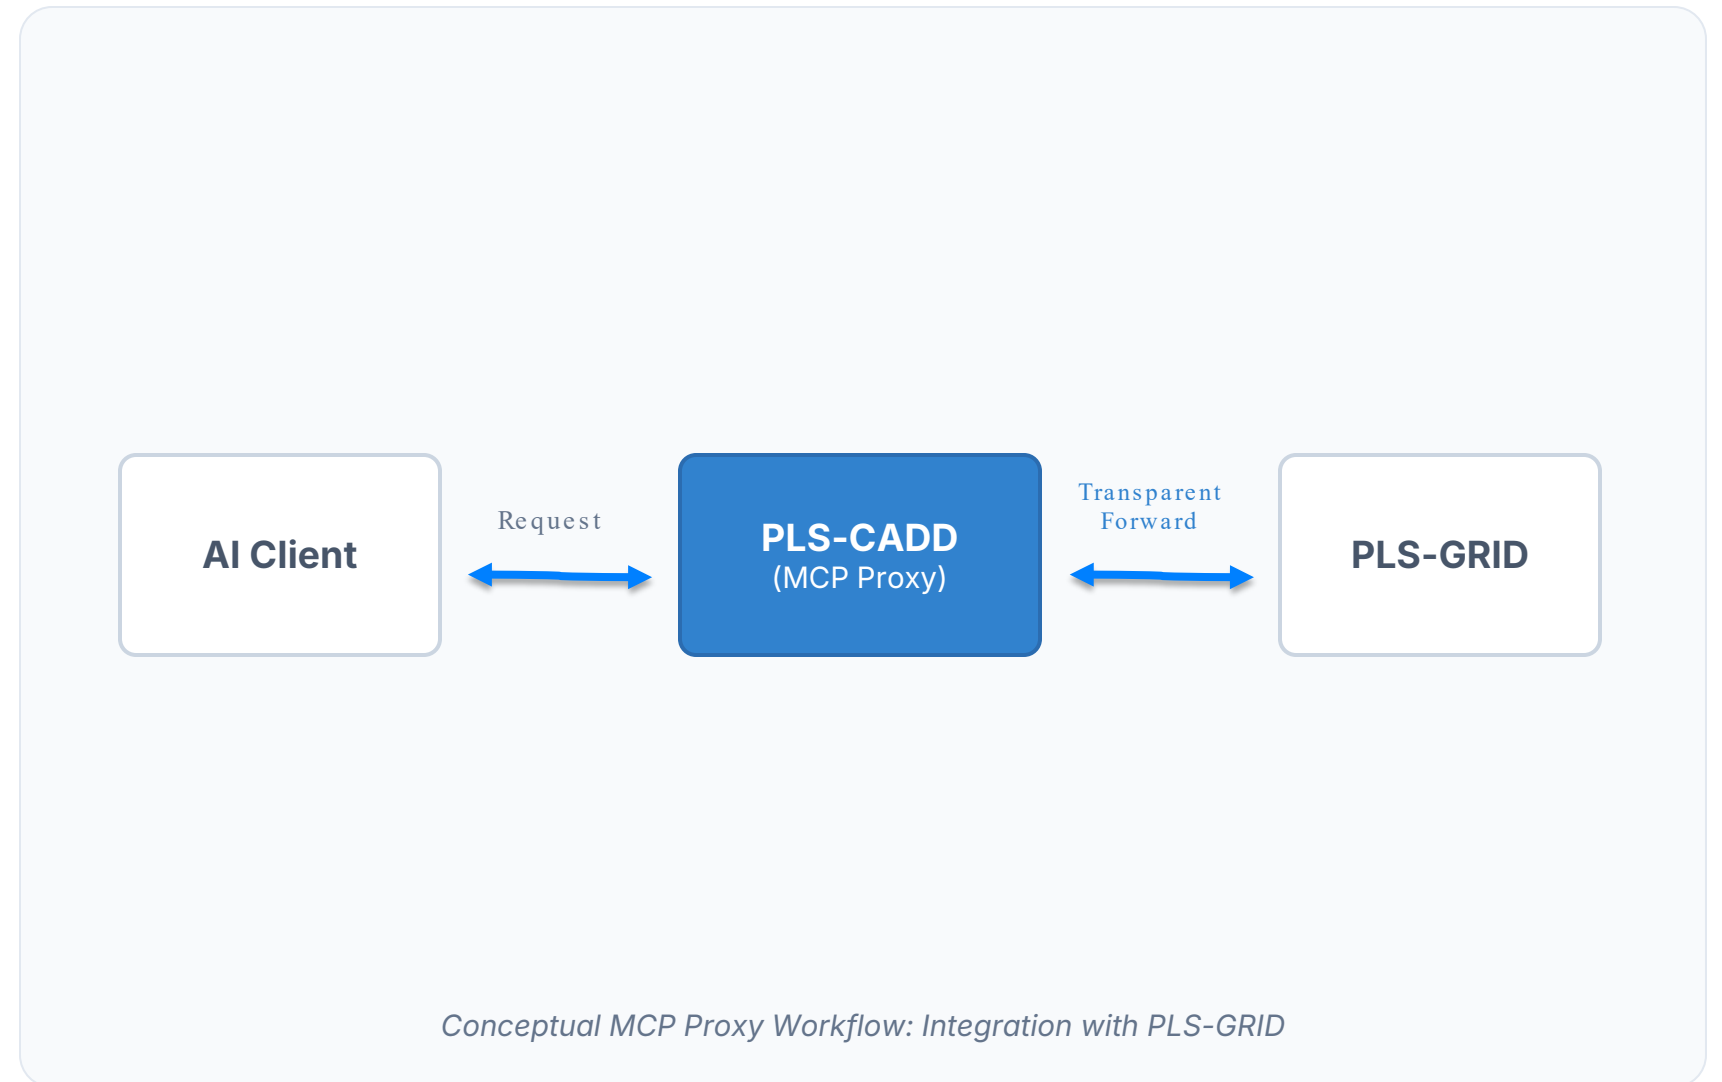 AI Client
Request
PLS-CADD
(MCP Proxy)
Transparent
Forward
PLS-GRID
Conceptual MCP Proxy Workflow: Integration with PLS-GRID